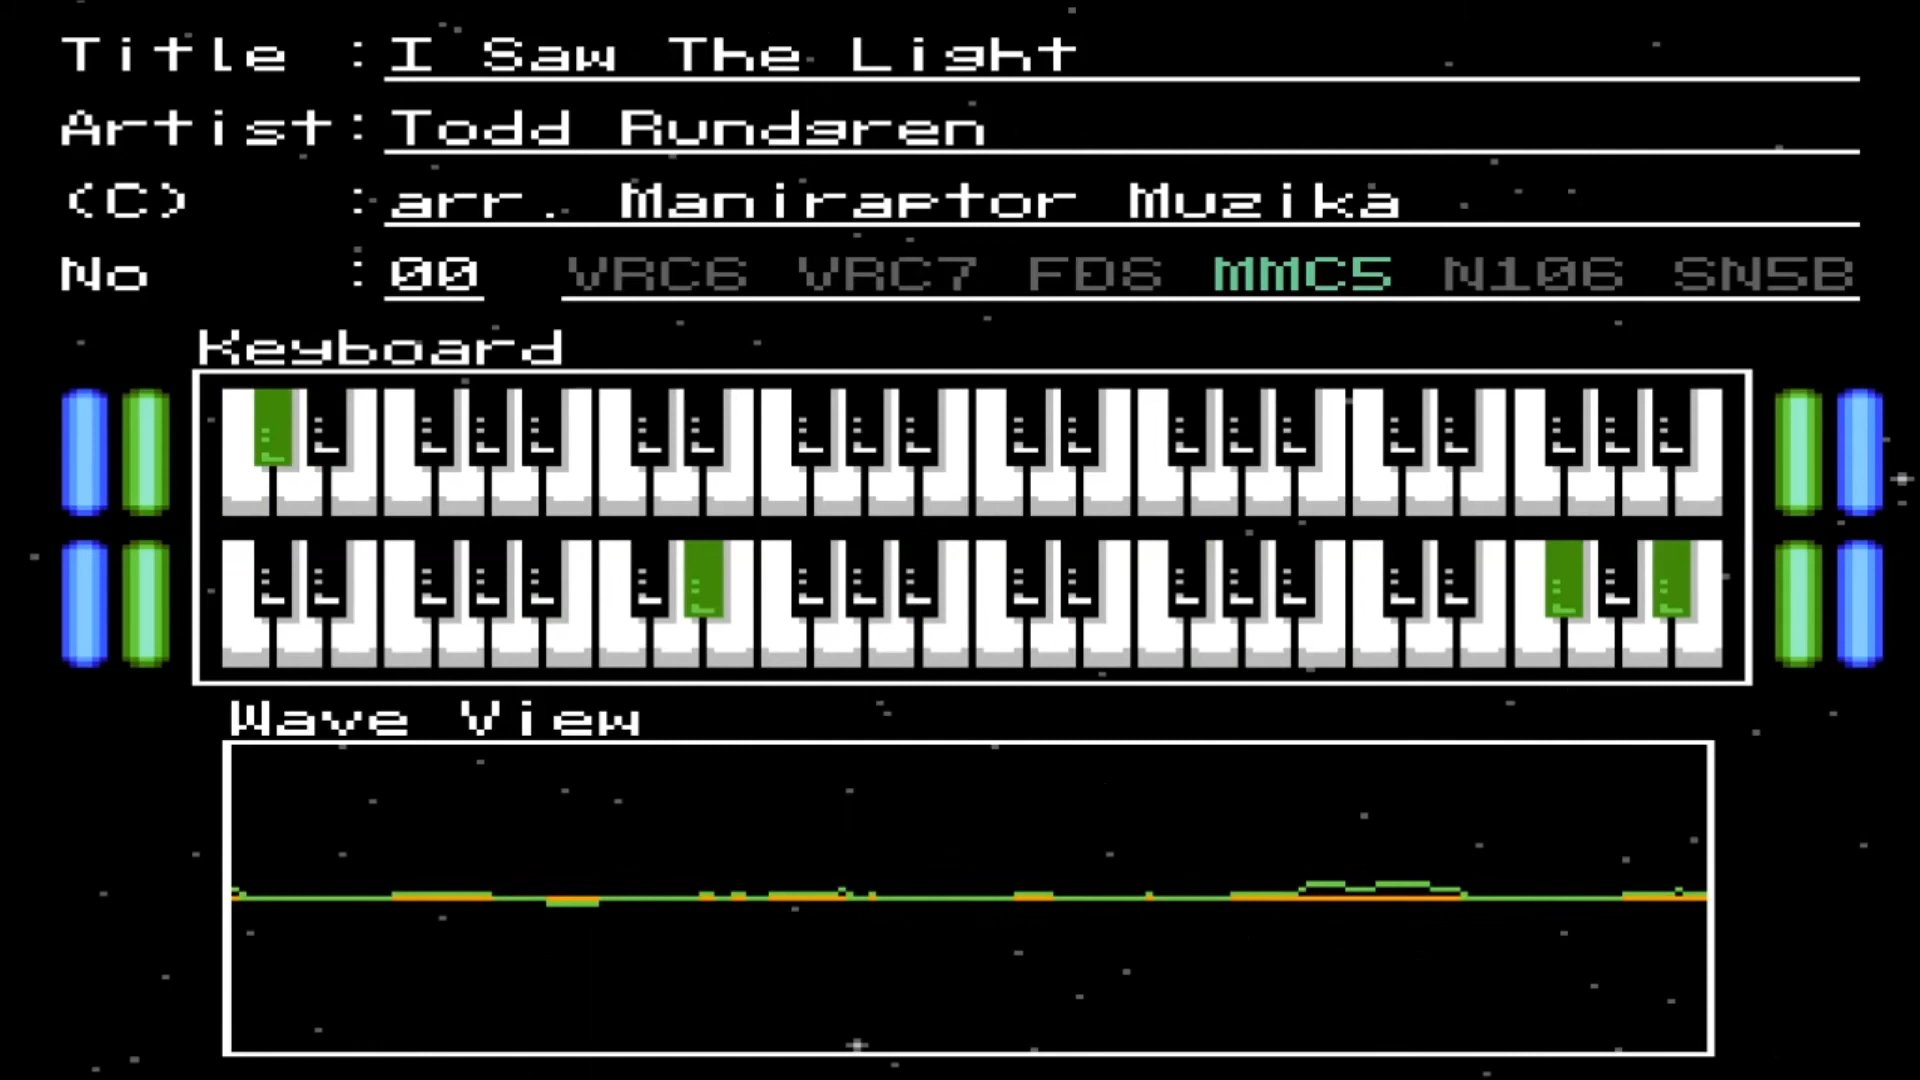 Title :I Saw The Light
Artist:Todd Rundgren
(C) :arr. Maniraptor Muzika
No :00 VRC6 VRC7 FDS MMC5 N106 SN5B
Keyboard
Wave View